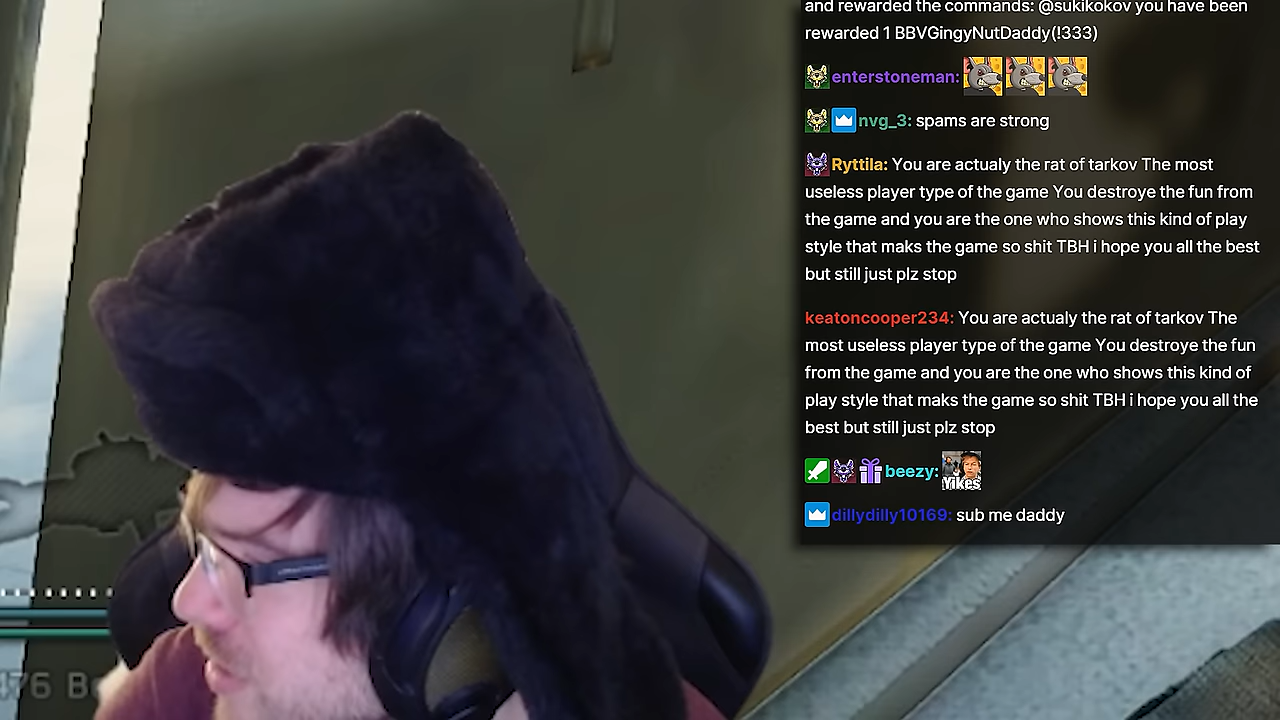 and rewarded the commands: @sukikokov you have been
rewarded 1 BBVGingyNutDaddy(!333)
enterstoneman:
nvg_3: spams are strong
Ryttila: You are actualy the rat of tarkov The most
useless player type of the game You destroye the fun from
the game and you are the one who shows this kind of play
style that maks the game so shit TBH i hope you all the best
but still just plz stop
keatoncooper234: You are actualy the rat of tarkov The
most useless player type of the game You destroye the fun
from the game and you are the one who shows this kind of
play style that maks the game so shit TBH i hope you all the
best but still just plz stop
beezy: Yikes
dillydilly10169: sub me daddy